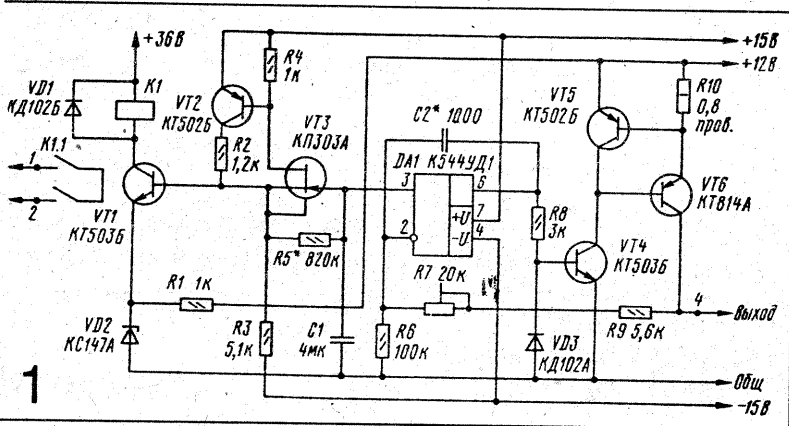 +36В
VD1
КД102Б
K1
K1.1
1
2
VT1
КТ503Б
VT2
КТ502Б
R4
1к
R2
1,2к
VT3
КП303А
C2* 1000
DA1 К544УД1
3
2
6
+U
7
-U
4
R5* 820к
R7 20к
R8
3к
VT5
КТ502Б
R10
0,8
пров.
+15В
+12В
VT6
КТ814А
VT4
КТ503Б
R1 1к
VD2
КС147А
R3
5,1к
C1
4мк
R6
100к
VD3
КД102А
R9 5,6к
4
Выход
Общ
-15В
1